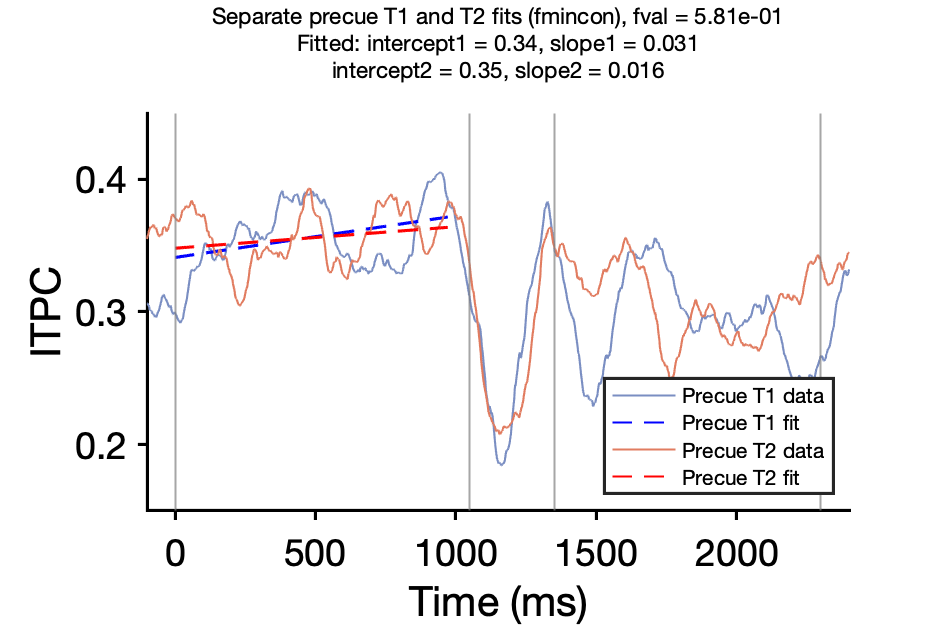 Separate precue T1 and T2 fits (fmincon), fval = 5.81e-01
Fitted: intercept1 = 0.34, slope1 = 0.031
intercept2 = 0.35, slope2 = 0.016
0.4
0.3
0.2
ITPC
Precue T1 data
Precue T1 fit
Precue T2 data
Precue T2 fit
0 500 1000 1500 2000
Time (ms)